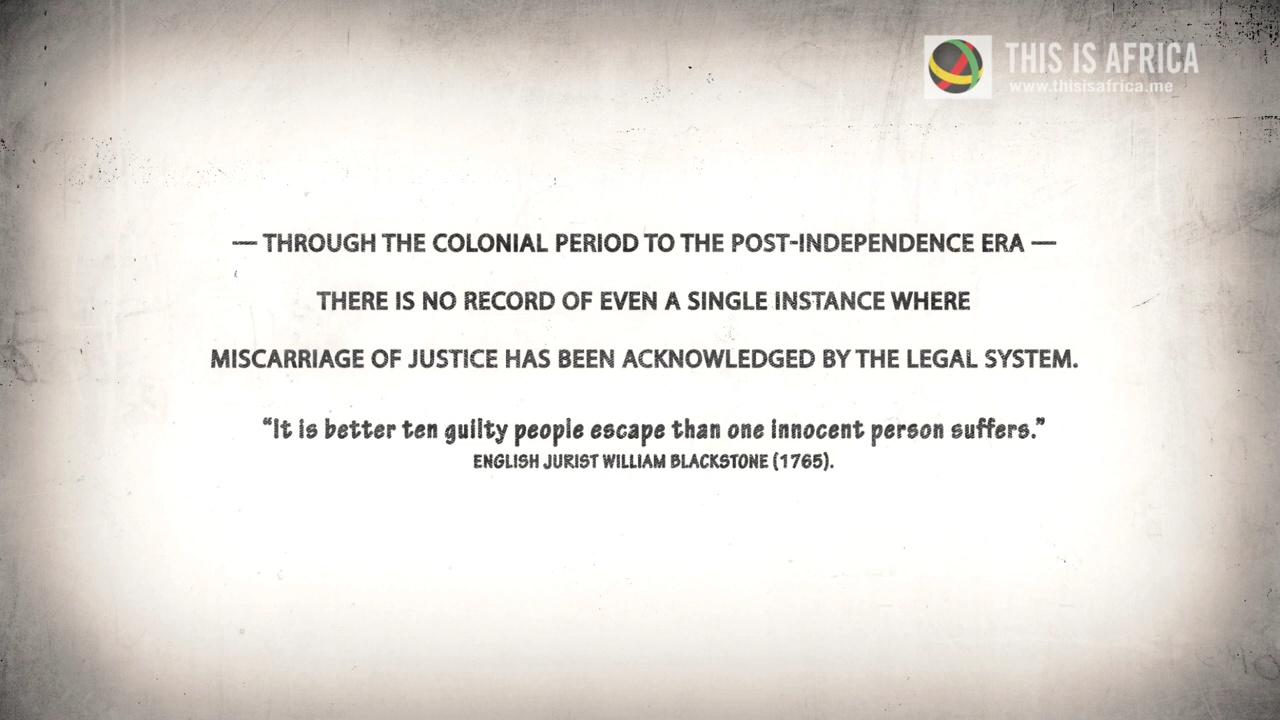 THIS IS AFRICA
www.thisisafrica.me
— THROUGH THE COLONIAL PERIOD TO THE POST-INDEPENDENCE ERA —
THERE IS NO RECORD OF EVEN A SINGLE INSTANCE WHERE
MISCARRIAGE OF JUSTICE HAS BEEN ACKNOWLEDGED BY THE LEGAL SYSTEM.
“It is better ten guilty people escape than one innocent person suffers.”
ENGLISH JURIST WILLIAM BLACKSTONE (1765).